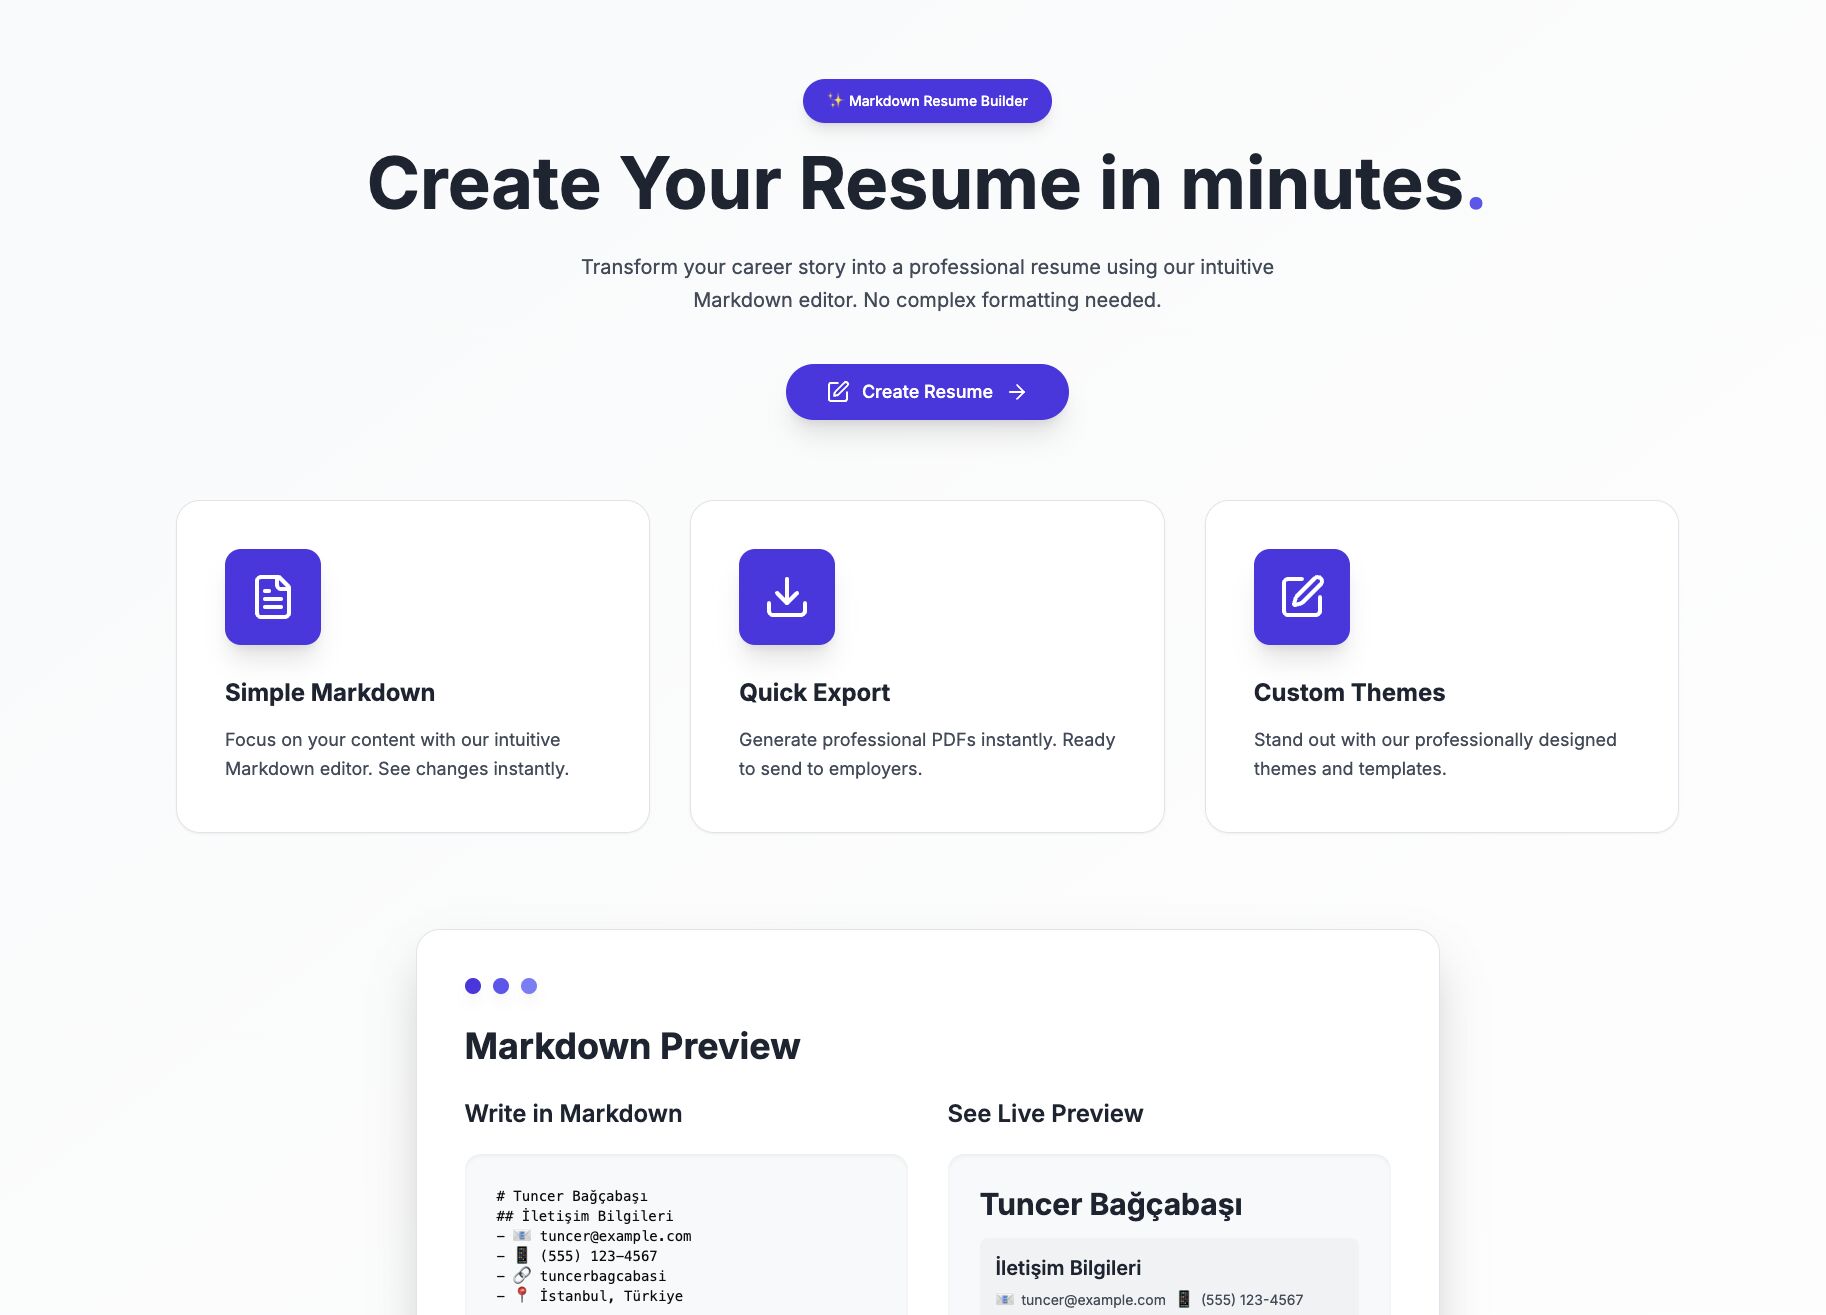 ✨ Markdown Resume Builder
Create Your Resume in minutes.
Transform your career story into a professional resume using our intuitive
Markdown editor. No complex formatting needed.
Create Resume →
Simple Markdown
Focus on your content with our intuitive
Markdown editor. See changes instantly.
Quick Export
Generate professional PDFs instantly. Ready
to send to employers.
Custom Themes
Stand out with our professionally designed
themes and templates.
Markdown Preview
Write in Markdown
# Tuncer Bağçabaşı
## İletişim Bilgileri
- 📧 tuncer@example.com
- 📱 (555) 123-4567
- 🔗 tuncerbagcabasi
- 📍 İstanbul, Türkiye
See Live Preview
Tuncer Bağçabaşı
İletişim Bilgileri
📧 tuncer@example.com 📱 (555) 123-4567